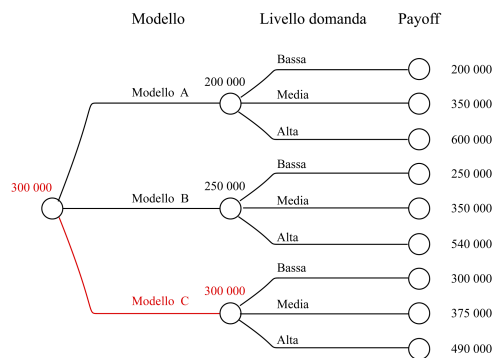 Modello Livello domanda Payoff
Bassa
200 000
200 000
Modello A
Media
350 000
Alta
600 000
Bassa
250 000
300 000
250 000
Modello B
Media
350 000
Alta
540 000
Bassa
300 000
300 000
Modello C
Media
375 000
Alta
490 000